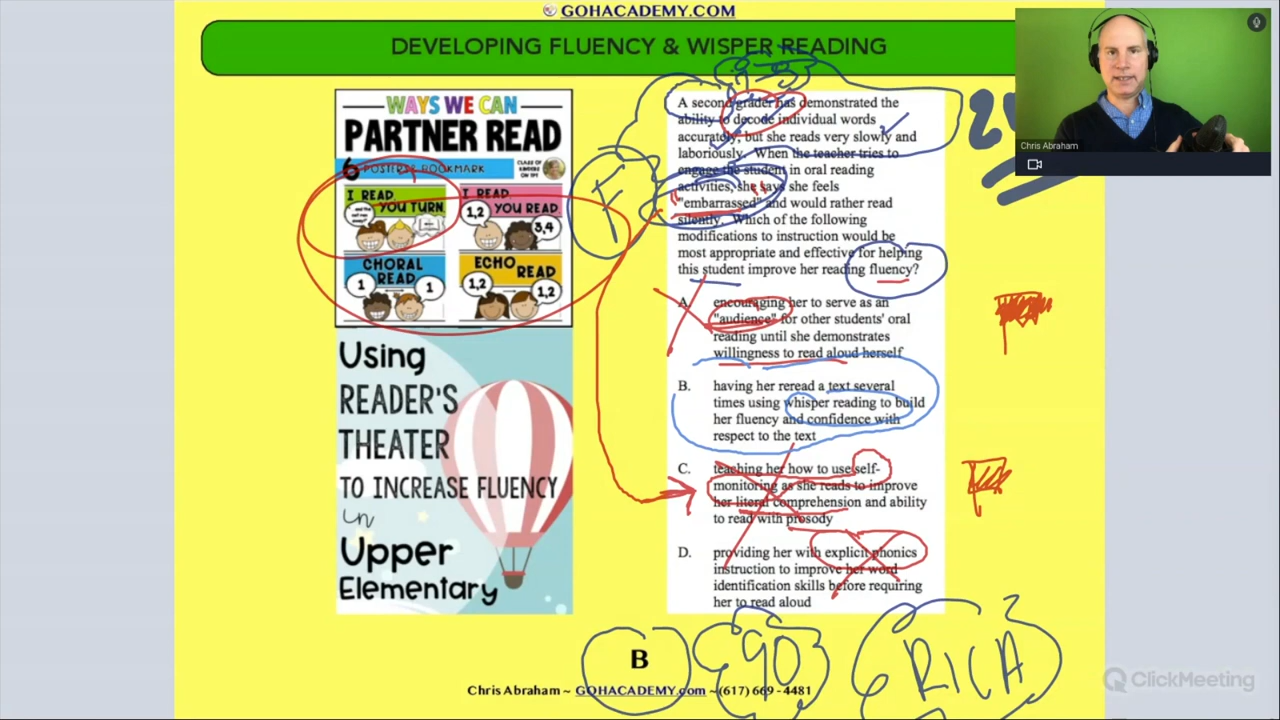 GOHACADEMY.COM
DEVELOPING FLUENCY & WISPER READING
WAYS WE CAN
PARTNER READ
6 POSTERS + BOOKMARK
I READ,
YOU TURN
I READ,
YOU READ
1,2
3,4
CHORAL
READ
1
1
ECHO
READ
1,2
1,2
Using
READER'S
THEATER
TO INCREASE FLUENCY
in
Upper
Elementary
F
A second grader has demonstrated the
ability to decode individual words
accurately, but she reads very slowly and
laboriously. When the teacher tries to
engage the student in oral reading
activities, she says she feels
"embarrassed" and would rather read
silently. Which of the following
modifications to instruction would be
most appropriate and effective for helping
this student improve her reading fluency?
A. encouraging her to serve as an
"audience" for other students' oral
reading until she demonstrates
willingness to read aloud herself
B. having her reread a text several
times using whisper reading to build
her fluency and confidence with
respect to the text
C. teaching her how to use self-
monitoring as she reads to improve
her literal comprehension and ability
to read with prosody
D. providing her with explicit phonics
instruction to improve her word
identification skills before requiring
her to read aloud
B
90
RICA
Chris Abraham ~ GOHACADEMY.com ~ (617) 669 - 4481
Chris Abraham
ClickMeeting